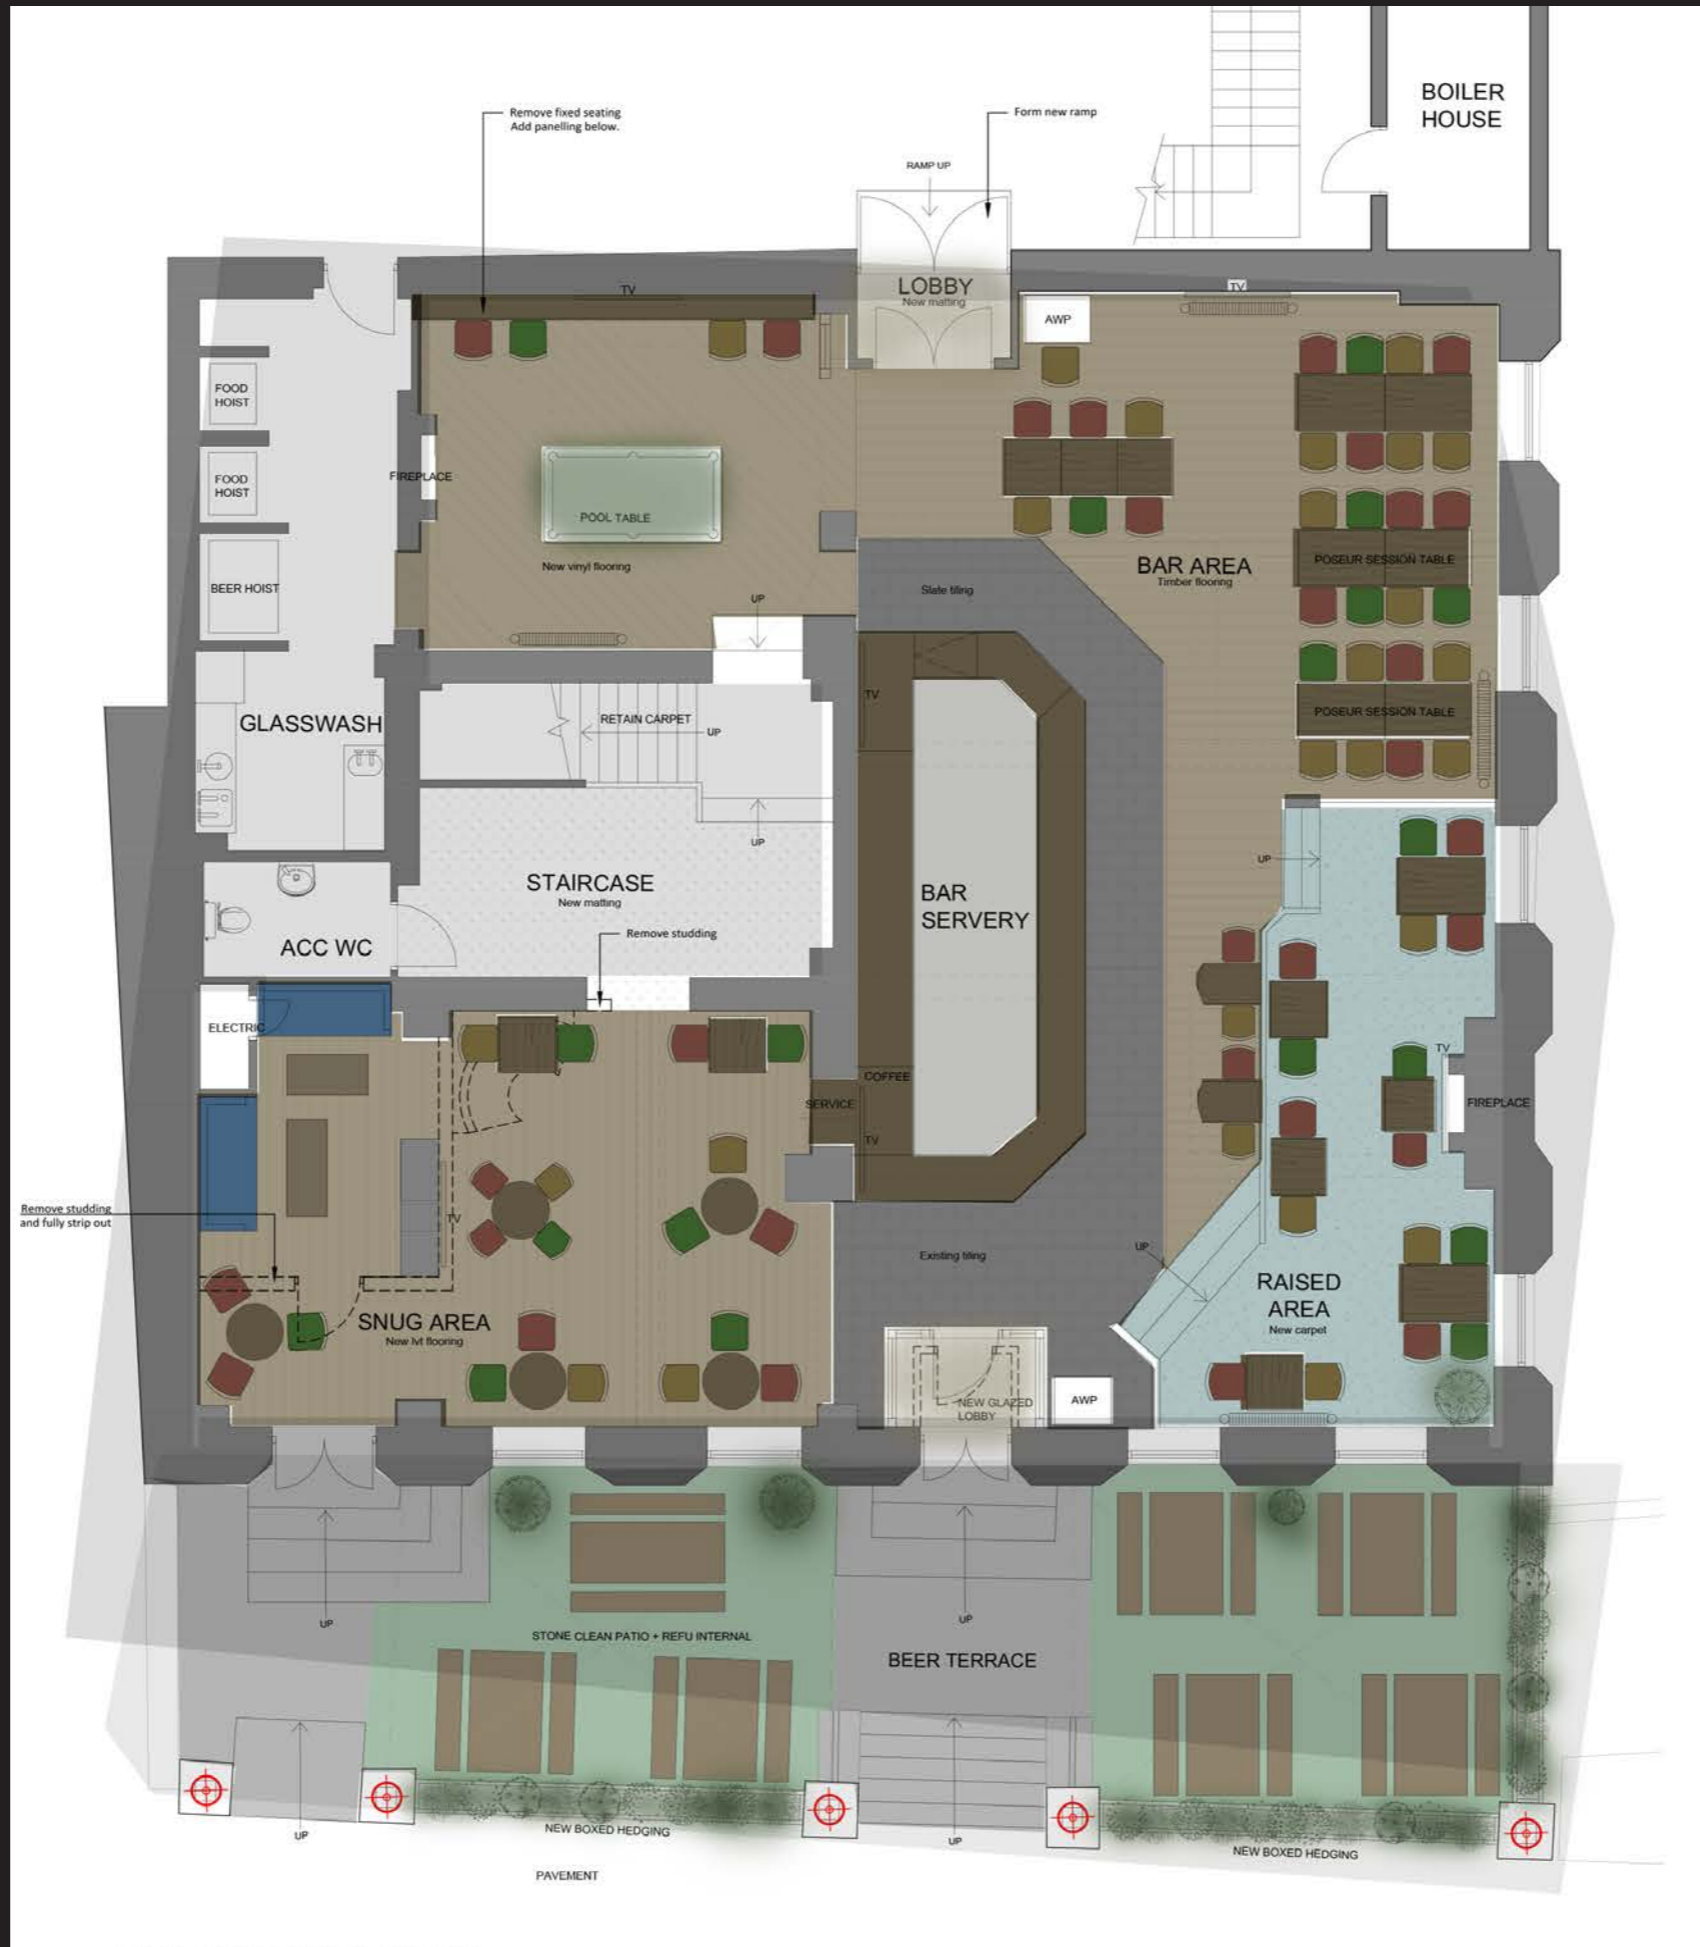 BOILER
HOUSE
Remove fixed seating
Add panelling below.
Form new ramp
RAMP UP
TV
LOBBY
New matting
TV
AWP
FOOD
HOIST
FIREPLACE
FOOD
HOIST
POOL TABLE
New vinyl flooring
BAR AREA
Timber flooring
POSEUR SESSION TABLE
BEER HOIST
UP
Slate tiling
TV
POSEUR SESSION TABLE
GLASSWASH
RETAIN CARPET
UP
UP
UP
STAIRCASE
New matting
BAR
SERVERY
Remove studding
ACC WC
ELECTRIC
TV
COFFEE
SERVICE
FIREPLACE
TV
Remove studding
and fully strip out
TV
Existing tiling
UP
RAISED
AREA
New carpet
SNUG AREA
New lvt flooring
NEW GLAZED
LOBBY
AWP
UP
UP
STONE CLEAN PATIO + REFU INTERNAL
BEER TERRACE
UP
UP
NEW BOXED HEDGING
NEW BOXED HEDGING
PAVEMENT